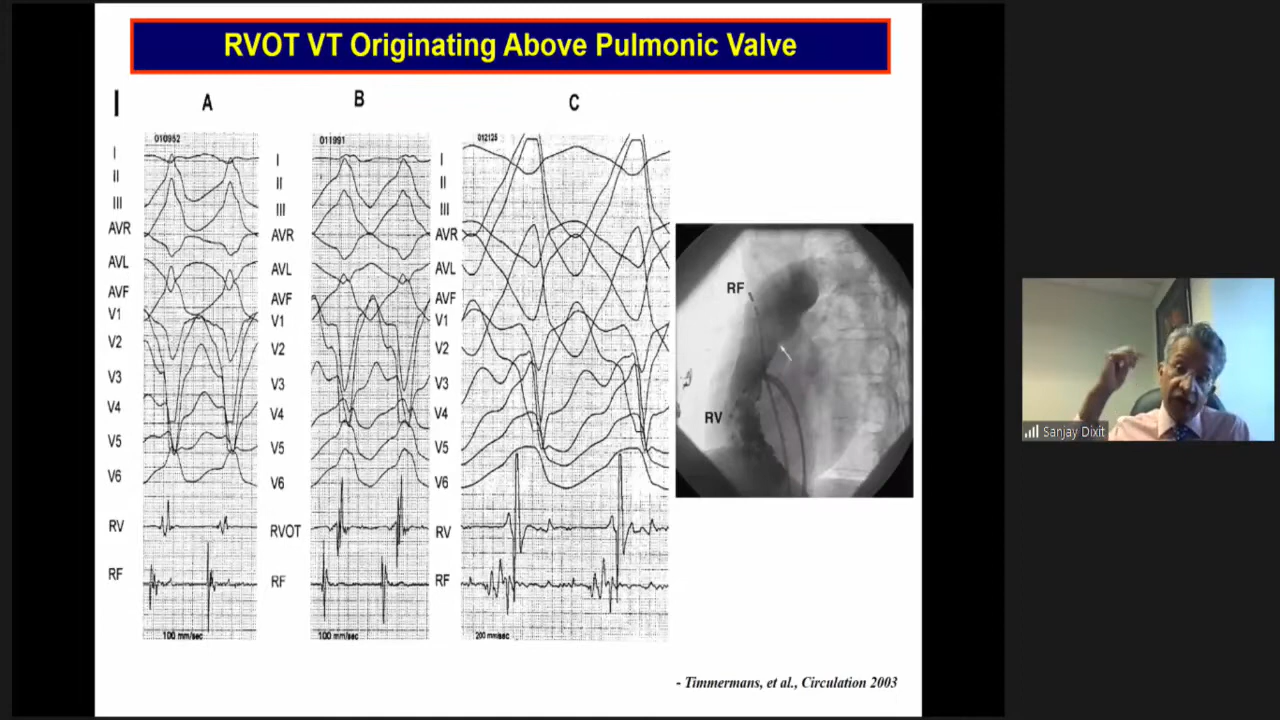 RVOT VT Originating Above Pulmonic Valve
I
A
B
C
010952
I
II
III
AVR
AVL
AVF
V1
V2
V3
V4
V5
V6
RV
RF
100 mm/sec
011991
I
II
III
AVR
AVL
AVF
V1
V2
V3
V4
V5
V6
RVOT
RF
100 mm/sec
012125
I
II
III
AVR
AVL
AVF
V1
V2
V3
V4
V5
V6
RV
RF
200 mm/sec
RF
RV
Sanjay Dixit
- Timmermans, et al., Circulation 2003